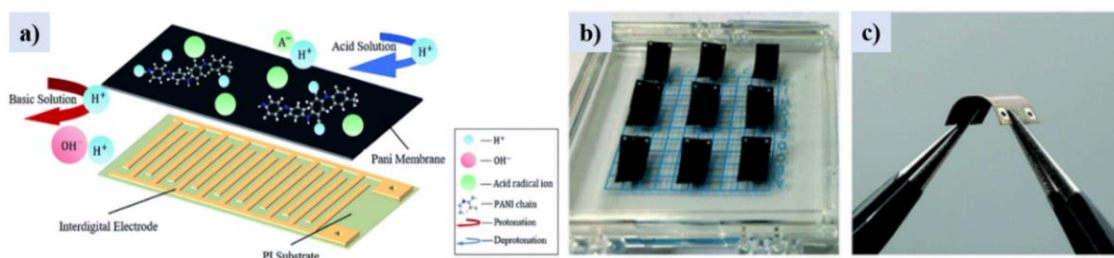 a)
A⁻
H⁺
Acid Solution
H⁺
Basic Solution
H⁺
OH⁻
H⁺
Pani Membrane
Interdigital Electrode
PI Substrate
H⁺
OH⁻
Acid radical ion
PANI chain
Protonation
Deprotonation
b)
c)